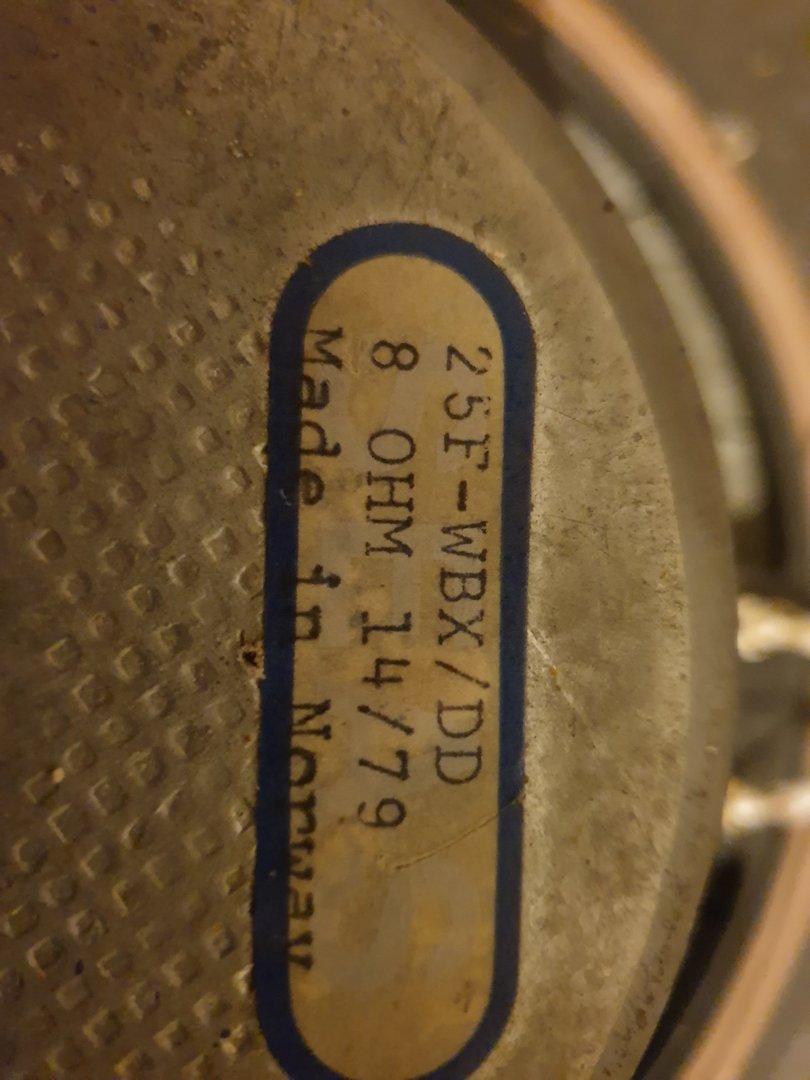 25F-WBX/DD
8 OHM 14/79
Made in Norway